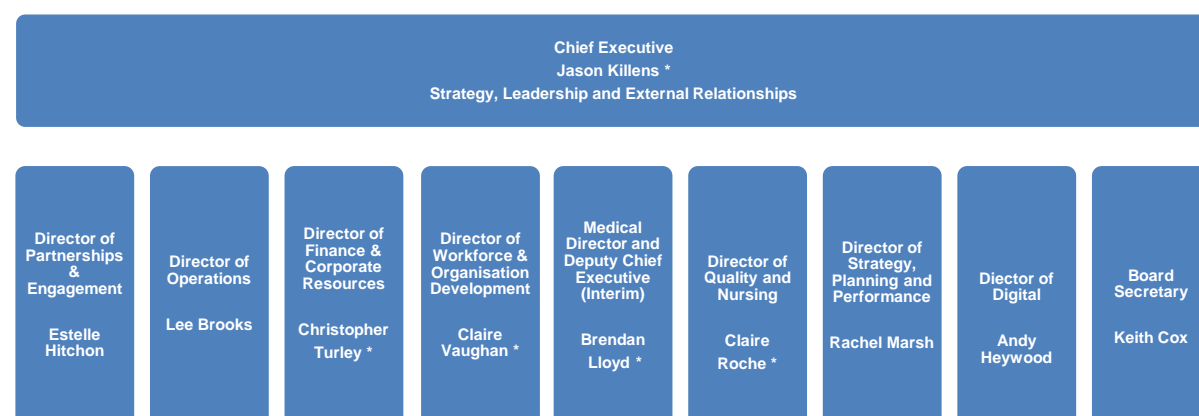 Chief Executive
Jason Killens *
Strategy, Leadership and External Relationships
Director of
Partnerships
&
Engagement
Estelle
Hitchon
Director of
Operations
Lee Brooks
Director of
Finance &
Corporate
Resources
Christopher
Turley *
Director of
Workforce &
Organisation
Development
Claire
Vaughan *
Medical
Director and
Deputy Chief
Executive
(Interim)
Brendan
Lloyd *
Director of
Quality and
Nursing
Claire
Roche *
Director of
Strategy,
Planning and
Performance
Rachel Marsh
Diector of
Digital
Andy
Heywood
Board
Secretary
Keith Cox